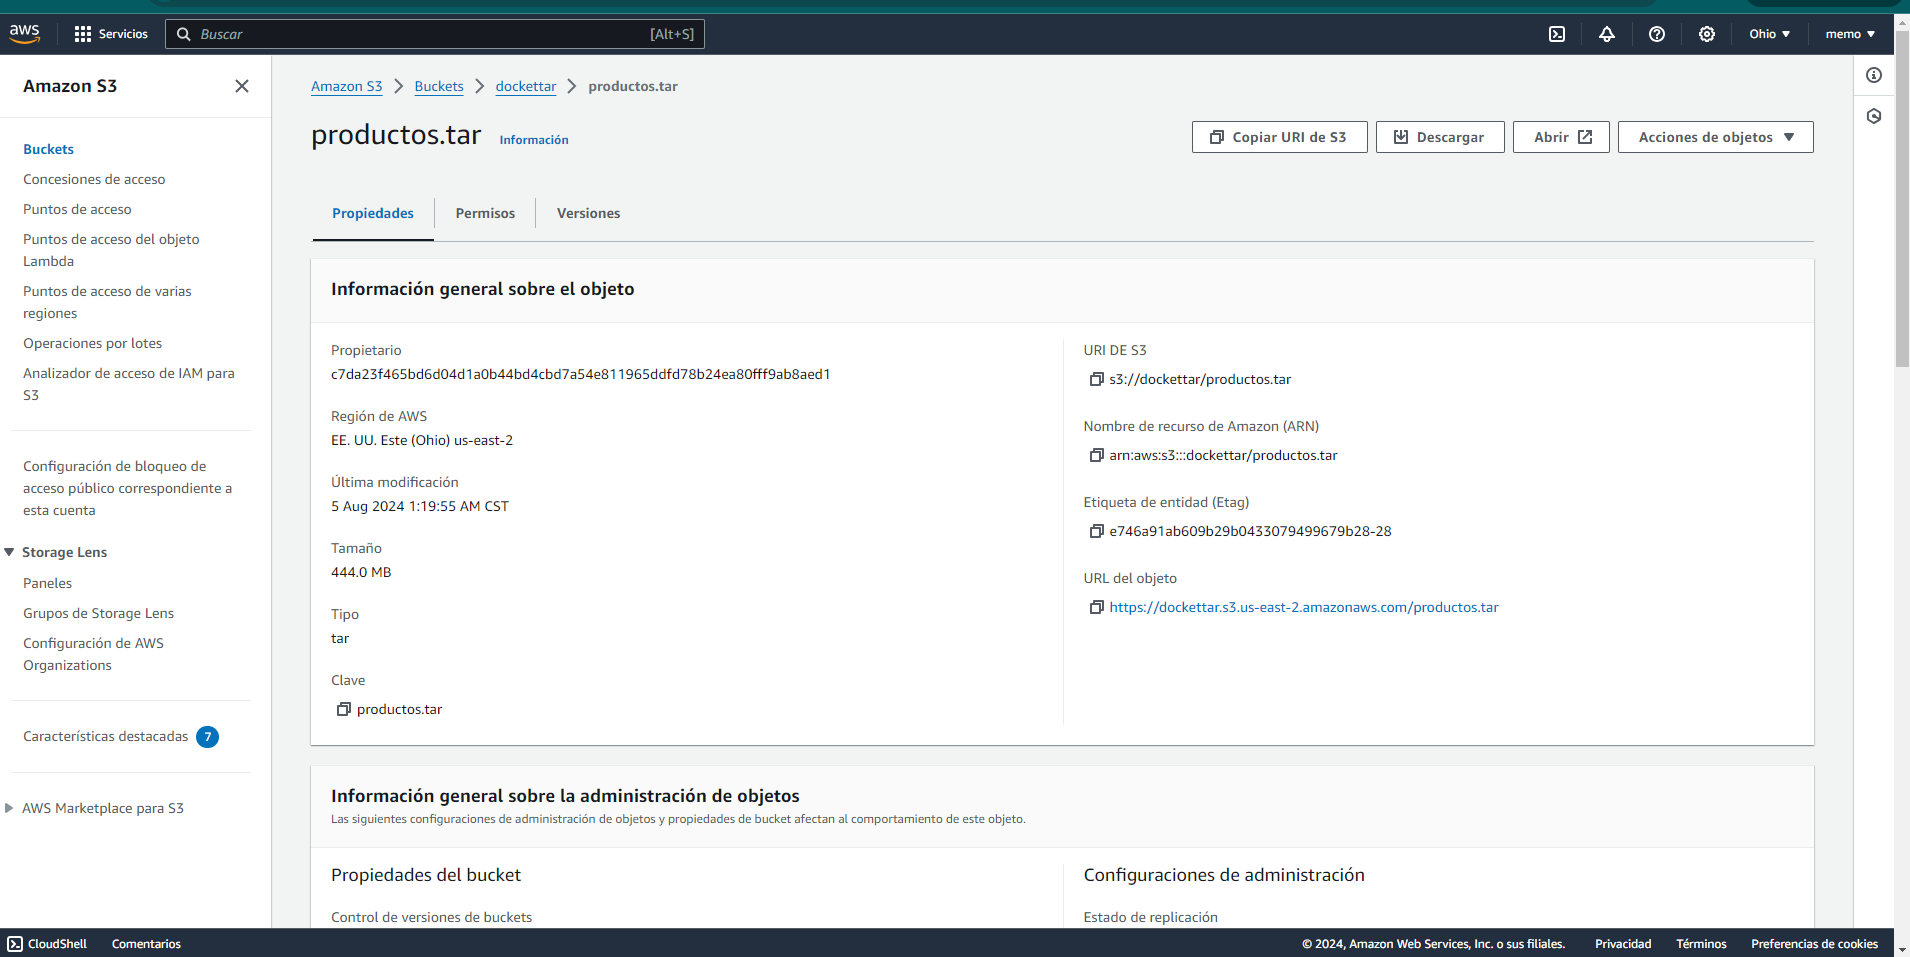 aws
Servicios
Buscar
[Alt+S]
Ohio
memo
Amazon S3
Buckets
Concesiones de acceso
Puntos de acceso
Puntos de acceso del objeto
Lambda
Puntos de acceso de varias
regiones
Operaciones por lotes
Analizador de acceso de IAM para
S3
Configuración de bloqueo de
acceso público correspondiente a
esta cuenta
Storage Lens
Paneles
Grupos de Storage Lens
Configuración de AWS
Organizations
Características destacadas 7
AWS Marketplace para S3
Amazon S3 > Buckets > dockettar > productos.tar
productos.tar Información
Copiar URI de S3
Descargar
Abrir
Acciones de objetos
Propiedades
Permisos
Versiones
Información general sobre el objeto
Propietario
c7da23f465bd6d04d1a0b44bd4cbd7a54e811965ddfd78b24ea80fff9ab8aed1
Región de AWS
EE. UU. Este (Ohio) us-east-2
Última modificación
5 Aug 2024 1:19:55 AM CST
Tamaño
444.0 MB
Tipo
tar
Clave
productos.tar
URI DE S3
s3://dockettar/productos.tar
Nombre de recurso de Amazon (ARN)
arn:aws:s3:::dockettar/productos.tar
Etiqueta de entidad (Etag)
e746a91ab609b29b0433079499679b28-28
URL del objeto
https://dockettar.s3.us-east-2.amazonaws.com/productos.tar
Información general sobre la administración de objetos
Las siguientes configuraciones de administración de objetos y propiedades de bucket afectan al comportamiento de este objeto.
Propiedades del bucket
Control de versiones de buckets
Configuraciones de administración
Estado de replicación
CloudShell
Comentarios
© 2024, Amazon Web Services, Inc. o sus filiales.
Privacidad
Términos
Preferencias de cookies